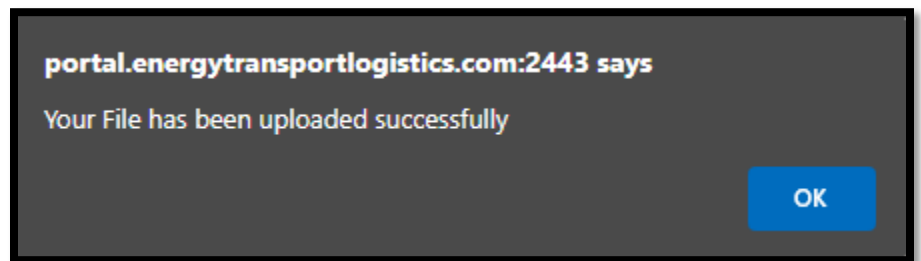 portal.energytransportlogistics.com:2443 says
Your File has been uploaded successfully
OK